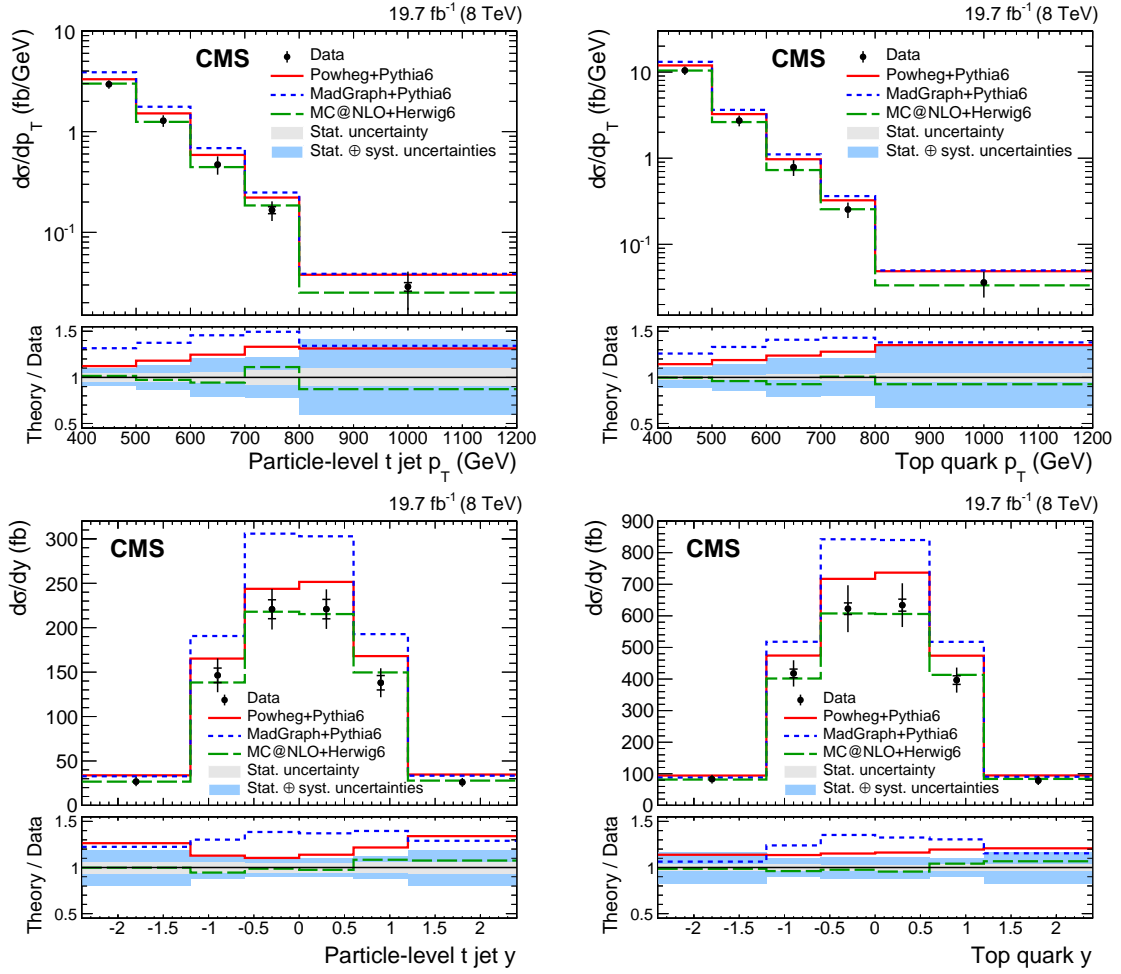 19.7 fb⁻¹ (8 TeV)
dσ/dp_T (fb/GeV)
10
1
10⁻¹
CMS
Data
Powheg+Pythia6
MadGraph+Pythia6
MC@NLO+Herwig6
Stat. uncertainty
Stat. ⊕ syst. uncertainties
Theory / Data
1.5
1
0.5
400 500 600 700 800 900 1000 1100 1200
Particle-level t jet p_T (GeV)
19.7 fb⁻¹ (8 TeV)
dσ/dp_T (fb/GeV)
10
1
10⁻¹
CMS
Data
Powheg+Pythia6
MadGraph+Pythia6
MC@NLO+Herwig6
Stat. uncertainty
Stat. ⊕ syst. uncertainties
Theory / Data
1.5
1
0.5
400 500 600 700 800 900 1000 1100 1200
Top quark p_T (GeV)
19.7 fb⁻¹ (8 TeV)
dσ/dy (fb)
300
250
200
150
100
50
0
CMS
Data
Powheg+Pythia6
MadGraph+Pythia6
MC@NLO+Herwig6
Stat. uncertainty
Stat. ⊕ syst. uncertainties
Theory / Data
1.5
1
0.5
-2 -1.5 -1 -0.5 0 0.5 1 1.5 2
Particle-level t jet y
19.7 fb⁻¹ (8 TeV)
dσ/dy (fb)
900
800
700
600
500
400
300
200
100
0
CMS
Data
Powheg+Pythia6
MadGraph+Pythia6
MC@NLO+Herwig6
Stat. uncertainty
Stat. ⊕ syst. uncertainties
Theory / Data
1.5
1
0.5
-2 -1.5 -1 -0.5 0 0.5 1 1.5 2
Top quark y